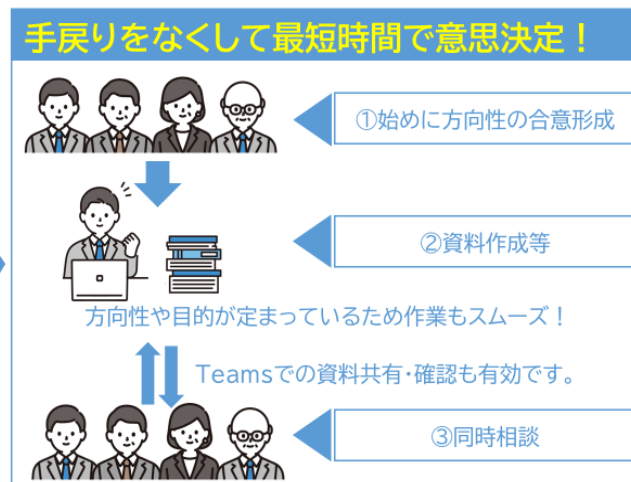 手戻りをなくして最短時間で意思決定！
①始めに方向性の合意形成
②資料作成等
方向性や目的が定まっているため作業もスムーズ！
Teamsでの資料共有・確認も有効です。
③同時相談